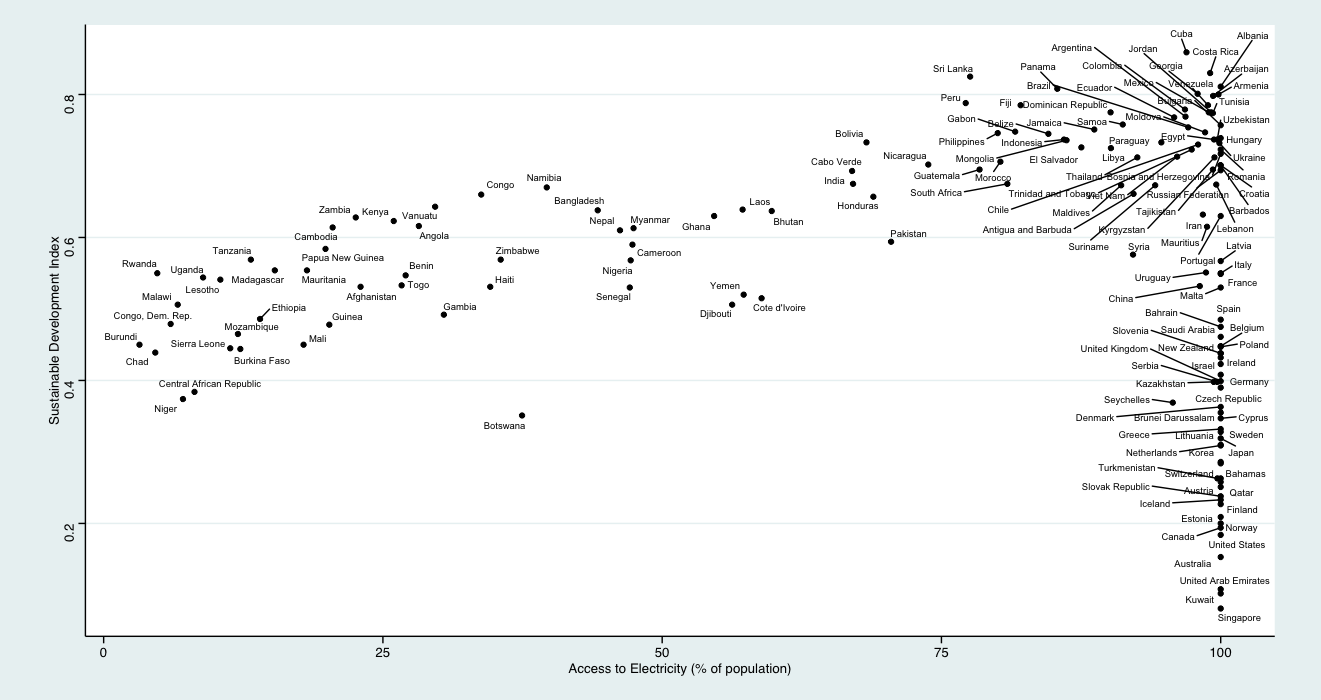 Cuba
Albania
Argentina
Jordan
Costa Rica
Sri Lanka
Panama
Colombia
Georgia
Azerbaijan
Brazil
Ecuador
Mexico
Venezuela
Armenia
0.8
Peru
Fiji
Dominican Republic
Bulgaria
Tunisia
Gabon
Belize
Jamaica
Samoa
Moldova
Uzbekistan
Bolivia
Philippines
Indonesia
Paraguay
Egypt
Hungary
Cabo Verde
Nicaragua
Mongolia
El Salvador
Libya
Ukraine
India
Guatemala
Morocco
Thailand
Bosnia and Herzegovina
Romania
Congo
Namibia
South Africa
Trinidad and Tobago
Viet Nam
Russian Federation
Croatia
Bangladesh
Laos
Honduras
Chile
Maldives
Tajikistan
Barbados
Zambia
Kenya
Vanuatu
Nepal
Myanmar
Ghana
Bhutan
Antigua and Barbuda
Kyrgyzstan
Iran
Lebanon
Cambodia
Angola
Pakistan
0.6
Tanzania
Papua New Guinea
Zimbabwe
Cameroon
Suriname
Syria
Mauritius
Latvia
Rwanda
Uganda
Benin
Nigeria
Portugal
Italy
Lesotho
Madagascar
Mauritania
Togo
Haiti
Yemen
Uruguay
France
Malawi
Afghanistan
Senegal
China
Malta
Ethiopia
Gambia
Djibouti
Cote d'Ivoire
Spain
Congo, Dem. Rep.
Guinea
Bahrain
Mozambique
Slovenia
Saudi Arabia
Belgium
Burundi
Sierra Leone
Mali
United Kingdom
New Zealand
Poland
Chad
Burkina Faso
Serbia
Israel
Ireland
0.4
Central African Republic
Kazakhstan
Germany
Niger
Seychelles
Czech Republic
Botswana
Denmark
Brunei Darussalam
Cyprus
Greece
Lithuania
Sweden
Netherlands
Korea
Japan
Turkmenistan
Switzerland
Bahamas
Slovak Republic
Austria
Qatar
Iceland
Finland
0.2
Estonia
Norway
Canada
United States
Australia
United Arab Emirates
Kuwait
Singapore
Sustainable Development Index
0
25
50
75
100
Access to Electricity (% of population)